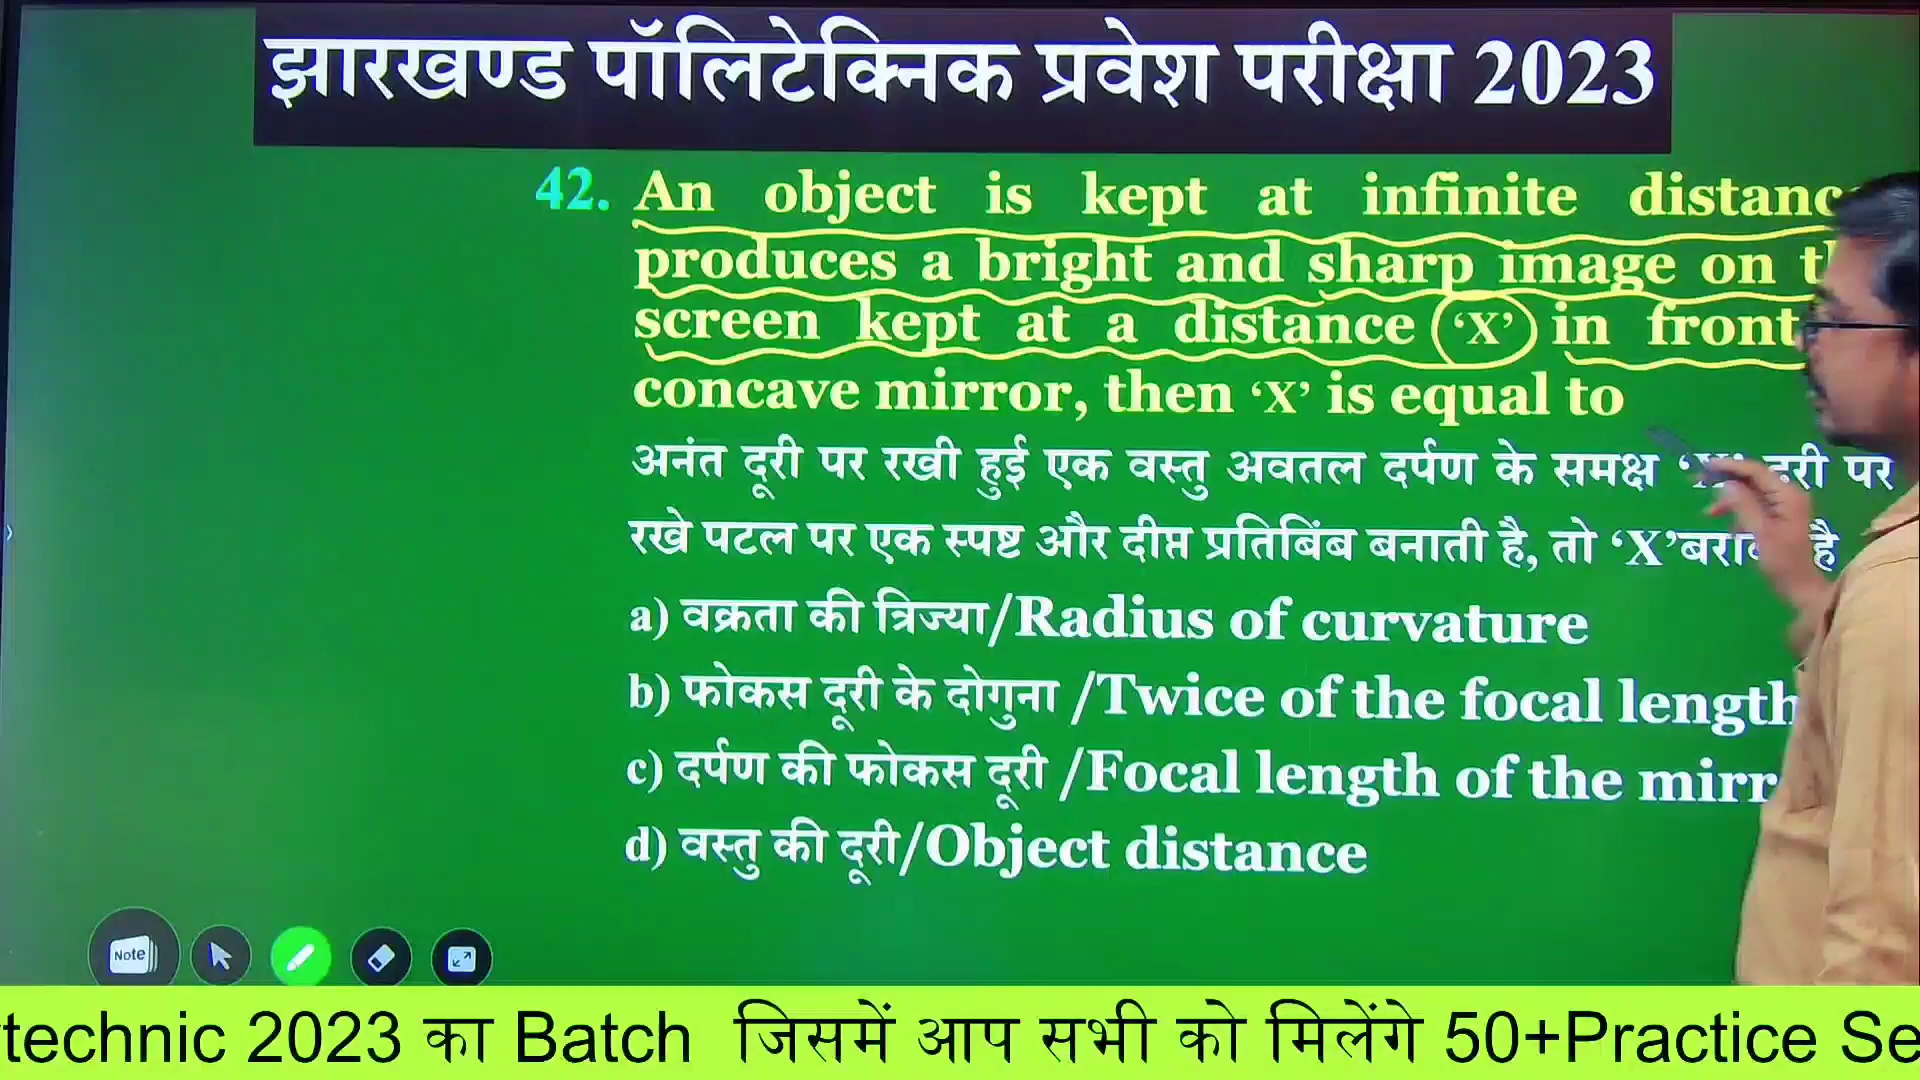 झारखण्ड पॉलिटेक्निक प्रवेश परीक्षा 2023
42. An object is kept at infinite
produces a bright and sharp image on
screen kept at a distance ‘X’ in front
concave mirror, then ‘X’ is equal to
अनंत दूरी पर रखी हुई एक वस्तु अवतल दर्पण के समक्ष पर
रखे पटल पर एक स्पष्ट और दीप्त प्रतिबिंब बनाती है, तो ‘X’ है
a) वक्रता की त्रिज्या/Radius of curvature
b) फोकस दूरी के दोगुना /Twice of the focal length
c) दर्पण की फोकस दूरी /Focal length of the
d) वस्तु की दूरी/Object distance
Note
2023 का Batch जिसमें आप सभी को मिलेंगे 50+Practice